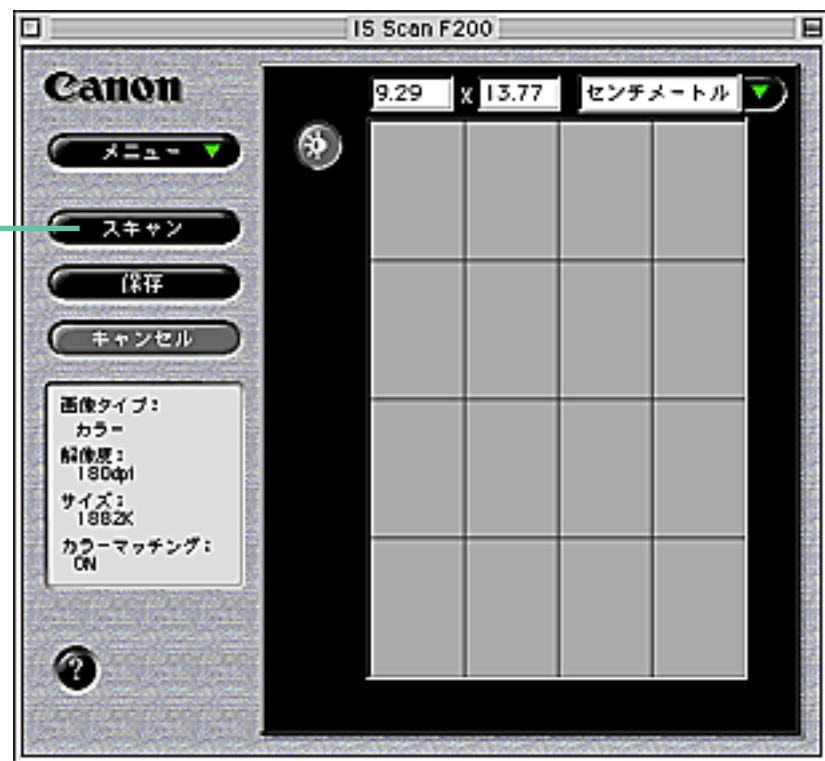 IS Scan F200
Canon
9.29 x 13.77 センチメートル
メニュー
スキャン
保存
キャンセル
画像タイプ：
カラー
解像度：
180dpi
サイズ：
1882K
カラーマッチング：
ON
?